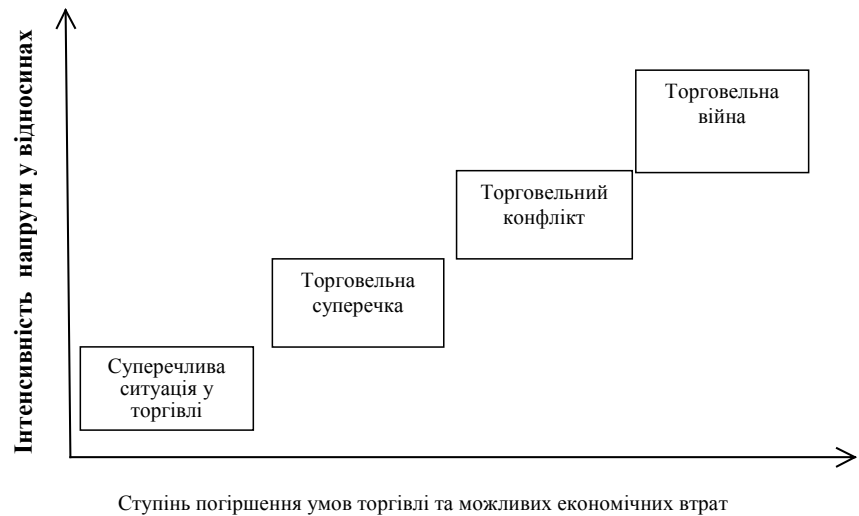 Інтенсивність напруги у відносинах
Торговельна
війна
Торговельний
конфлікт
Торговельна
суперечка
Суперечлива
ситуація у
торгівлі
Ступінь погіршення умов торгівлі та можливих економічних втрат